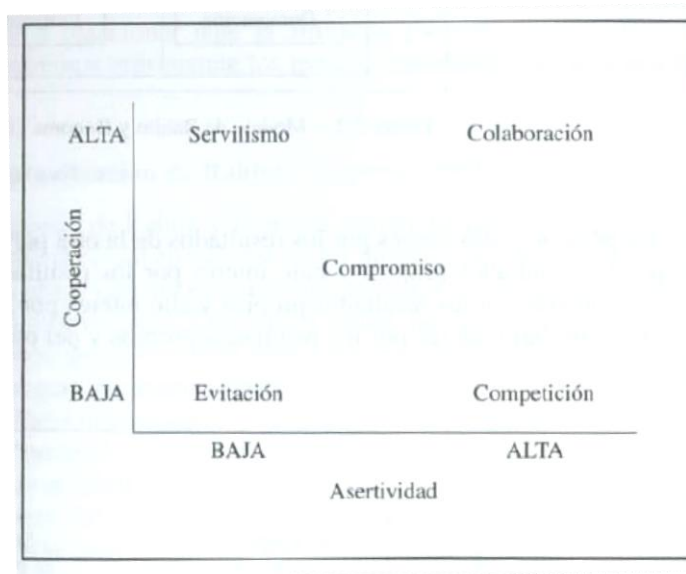 ALTA Servilismo Colaboración
Cooperación
Compromiso
BAJA Evitación Competición
BAJA ALTA
Asertividad